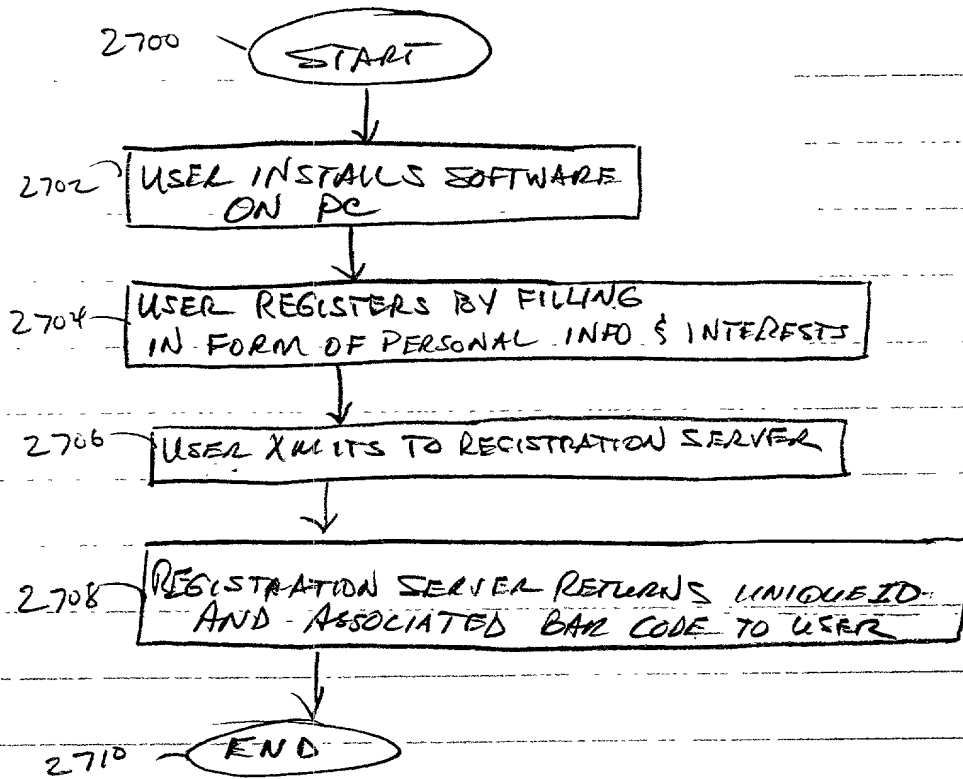 2700
START
2702
USER INSTALLS SOFTWARE
ON PC
2704
USER REGISTERS BY FILLING
IN FORM OF PERSONAL INFO & INTERESTS
2706
USER XMITS TO REGISTRATION SERVER
2708
REGISTRATION SERVER RETURNS UNIQUE ID
AND ASSOCIATED BAR CODE TO USER
2710
END